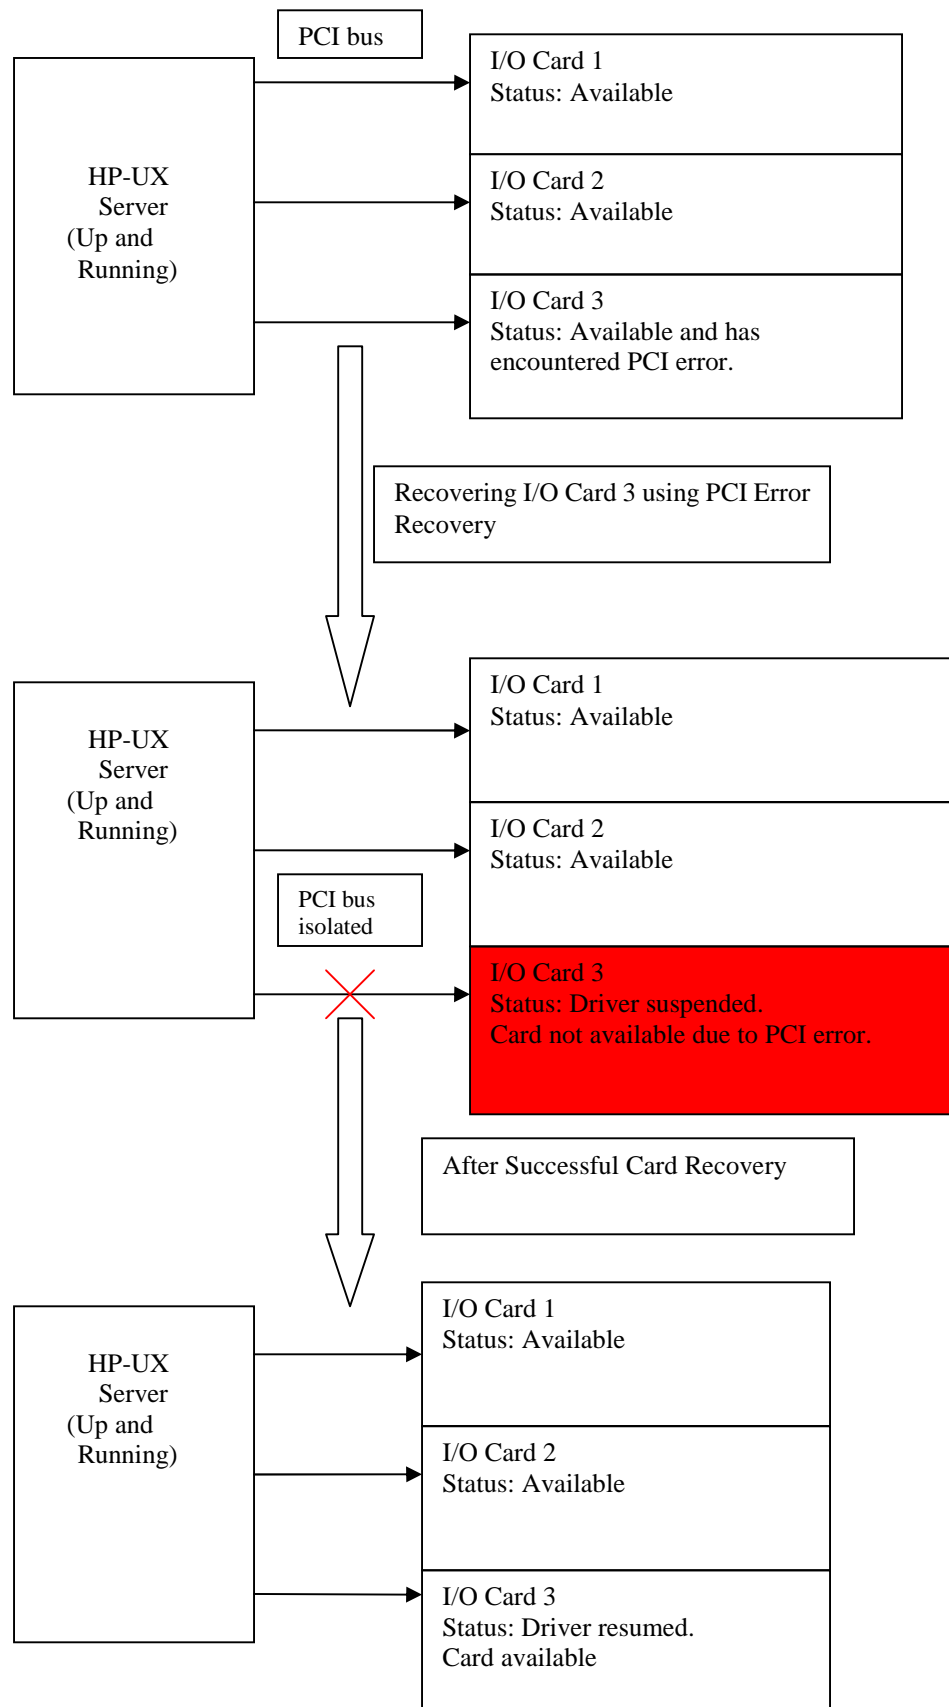 PCI bus
HP-UX
Server
(Up and
Running)
I/O Card 1
Status: Available
I/O Card 2
Status: Available
I/O Card 3
Status: Available and has
encountered PCI error.
Recovering I/O Card 3 using PCI Error
Recovery
HP-UX
Server
(Up and
Running)
I/O Card 1
Status: Available
I/O Card 2
Status: Available
PCI bus
isolated
I/O Card 3
Status: Driver suspended.
Card not available due to PCI error.
After Successful Card Recovery
HP-UX
Server
(Up and
Running)
I/O Card 1
Status: Available
I/O Card 2
Status: Available
I/O Card 3
Status: Driver resumed.
Card available